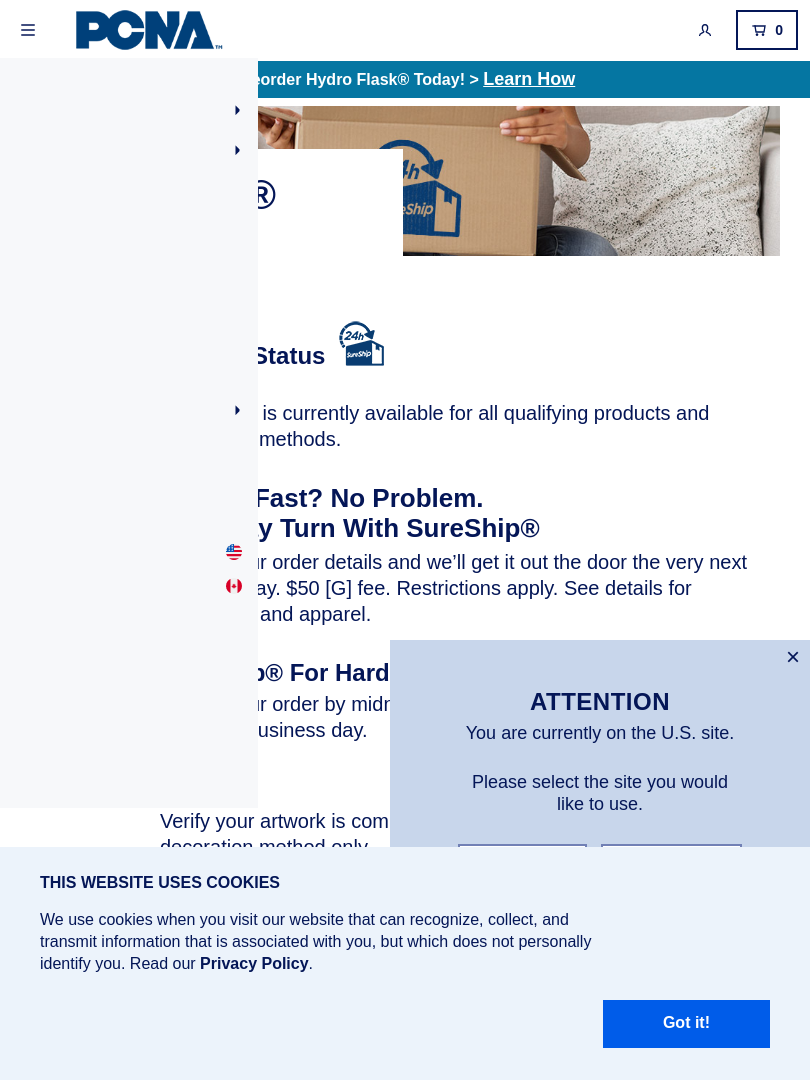 PCNA™
0
eorder Hydro Flask® Today! > Learn How
®
Status
24h
SureShip
is currently available for all qualifying products and
methods.
Fast? No Problem.
Turn With SureShip®
order details and we’ll get it out the door the very next
$50 [G] fee. Restrictions apply. See details for
and apparel.
® For Hard
order by midn
usiness day.
ATTENTION
You are currently on the U.S. site.
Please select the site you would
like to use.
Verify your artwork is com
decoration method only
THIS WEBSITE USES COOKIES
We use cookies when you visit our website that can recognize, collect, and
transmit information that is associated with you, but which does not personally
identify you. Read our Privacy Policy.
Got it!